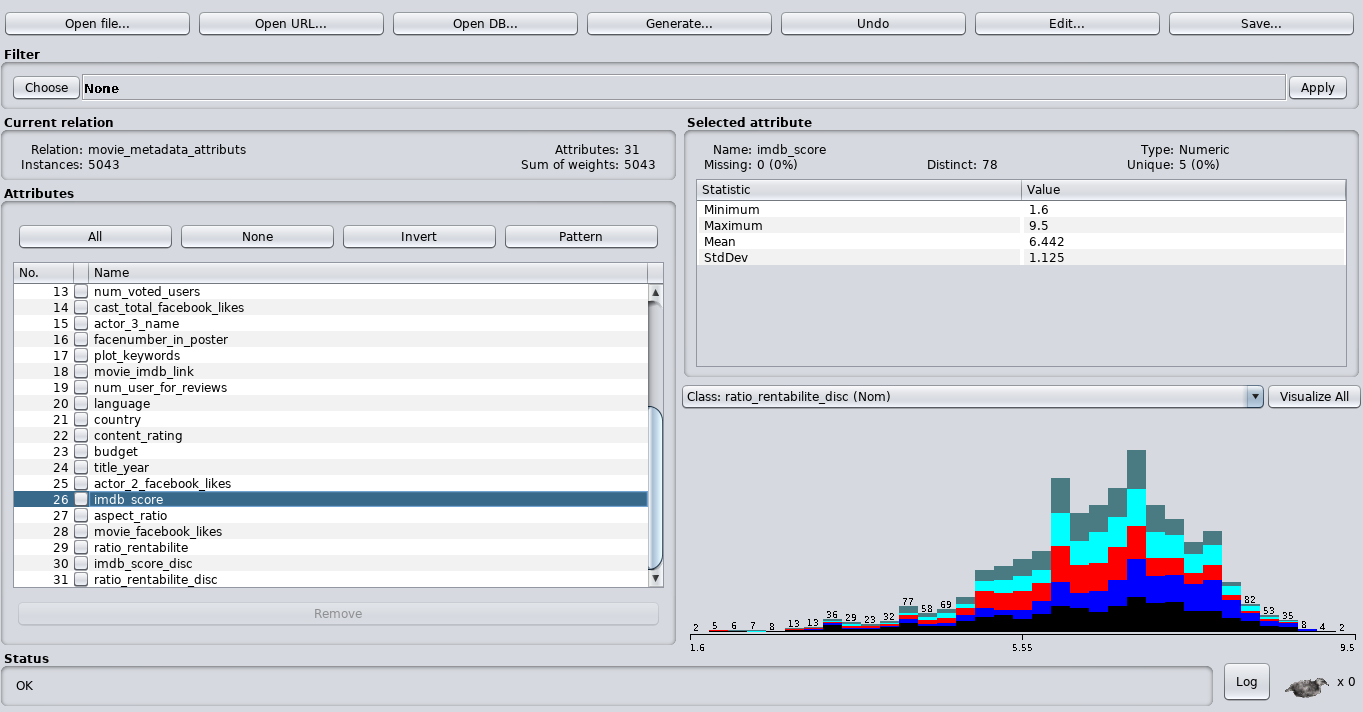 Open file... Open URL... Open DB... Generate... Undo Edit... Save...
Filter
Choose None Apply
Current relation
Relation: movie_metadata_attributs Attributes: 31
Instances: 5043 Sum of weights: 5043
Attributes
All None Invert Pattern
No. Name
13 num_voted_users
14 cast_total_facebook_likes
15 actor_3_name
16 facenumber_in_poster
17 plot_keywords
18 movie_imdb_link
19 num_user_for_reviews
20 language
21 country
22 content_rating
23 budget
24 title_year
25 actor_2_facebook_likes
26 imdb_score
27 aspect_ratio
28 movie_facebook_likes
29 ratio_rentabilite
30 imdb_score_disc
31 ratio_rentabilite_disc
Remove
Selected attribute
Name: imdb_score Type: Numeric
Missing: 0 (0%) Distinct: 78 Unique: 5 (0%)
Statistic Value
Minimum 1.6
Maximum 9.5
Mean 6.442
StdDev 1.125
Class: ratio_rentabilite_disc (Nom) Visualize All
2 5 6 7 8 13 13 36 29 23 32 77 58 69 82 53 35 8 4 2
1.6 5.55 9.5
Status
OK Log x 0